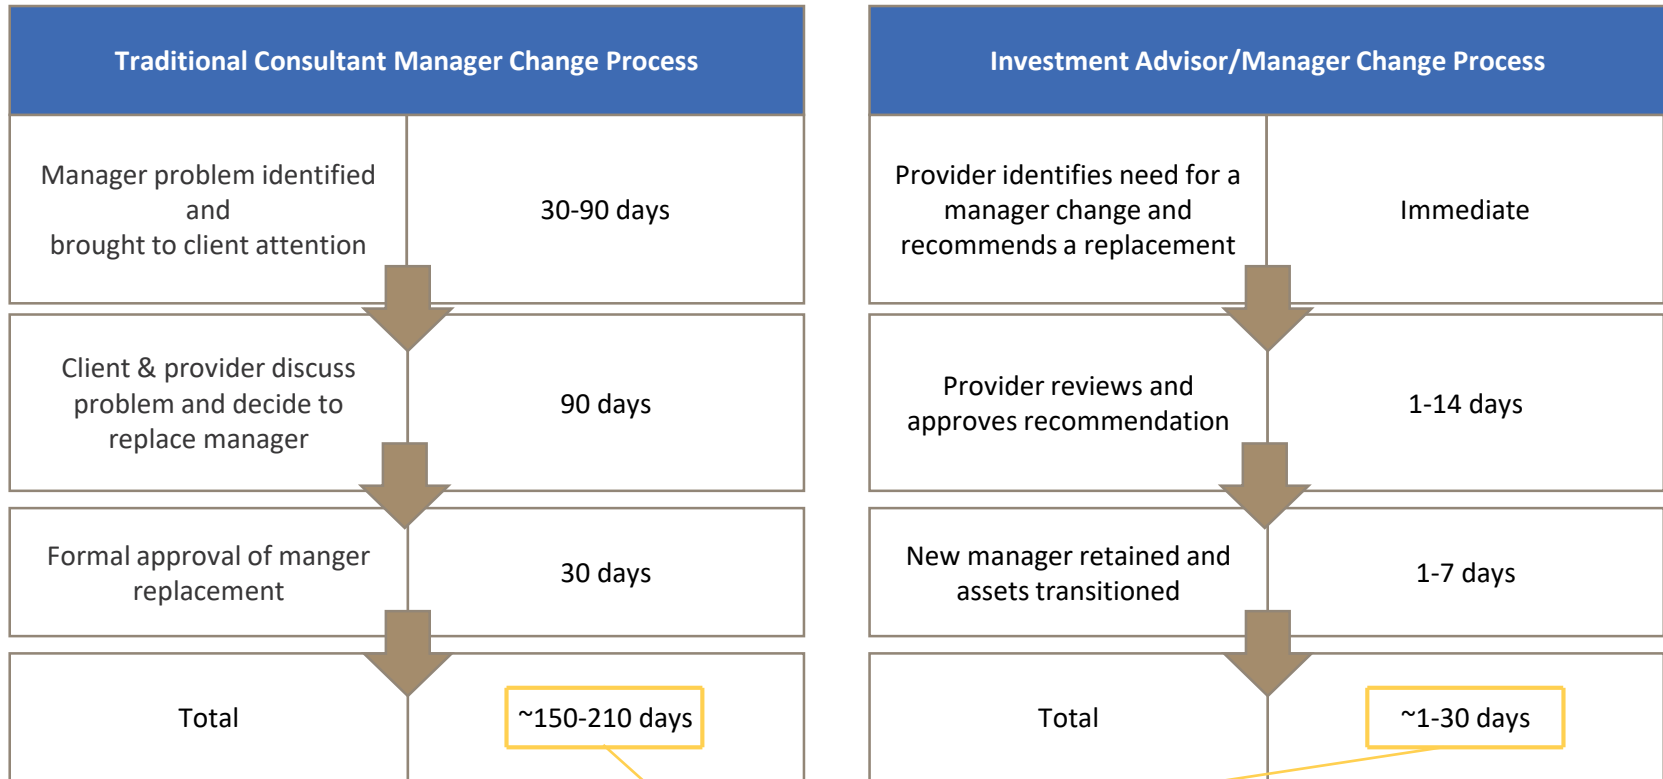 Traditional Consultant Manager Change Process
Manager problem identified
and
brought to client attention
30-90 days
Client & provider discuss
problem and decide to
replace manager
90 days
Formal approval of manger
replacement
30 days
Total
~150-210 days
Investment Advisor/Manager Change Process
Provider identifies need for a
manager change and
recommends a replacement
Immediate
Provider reviews and
approves recommendation
1-14 days
New manager retained and
assets transitioned
1-7 days
Total
~1-30 days